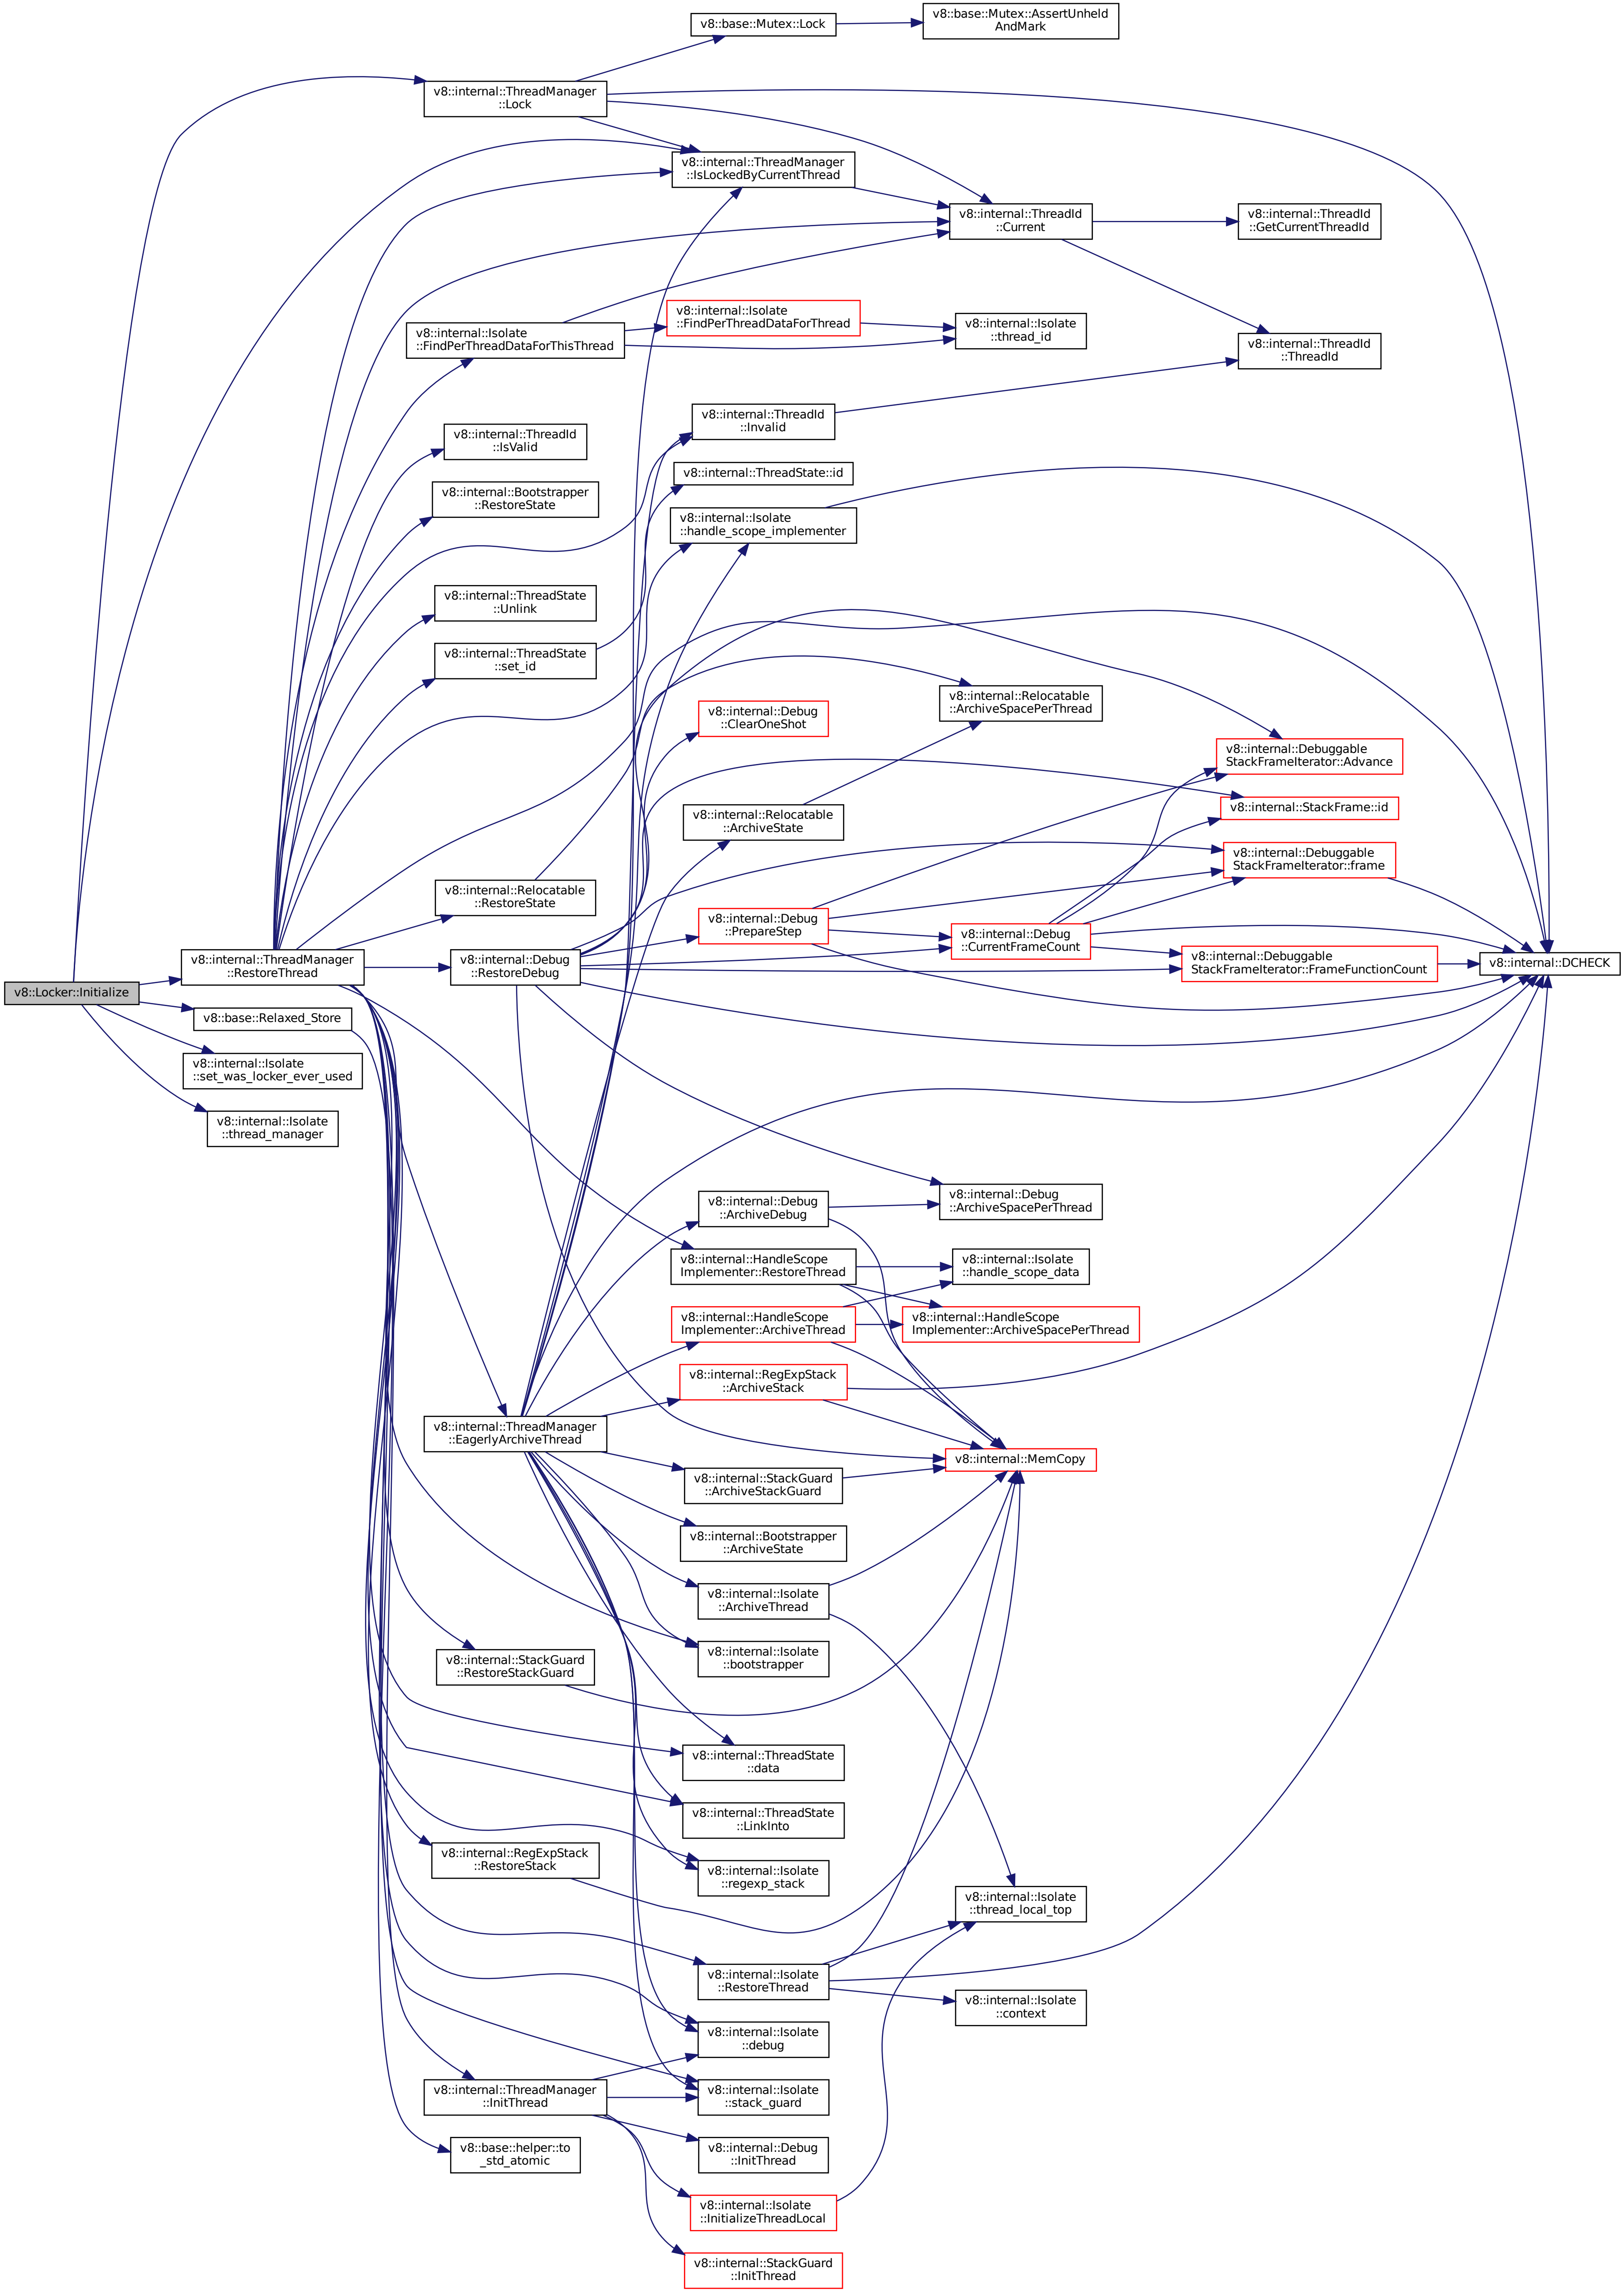 v8::base::Mutex::Lock
v8::base::Mutex::AssertUnheld
AndMark
v8::internal::ThreadManager
::Lock
v8::internal::ThreadManager
::IsLockedByCurrentThread
v8::internal::ThreadId
::Current
v8::internal::ThreadId
::GetCurrentThreadId
v8::internal::Isolate
::FindPerThreadDataForThread
v8::internal::Isolate
::FindPerThreadDataForThisThread
v8::internal::Isolate
::thread_id
v8::internal::ThreadId
::ThreadId
v8::internal::ThreadId
::Invalid
v8::internal::ThreadId
::IsValid
v8::internal::ThreadState::id
v8::internal::Bootstrapper
::RestoreState
v8::internal::Isolate
::handle_scope_implementer
v8::internal::ThreadState
::Unlink
v8::internal::ThreadState
::set_id
v8::internal::Relocatable
::ArchiveSpacePerThread
v8::internal::Debug
::ClearOneShot
v8::internal::Debuggable
StackFrameIterator::Advance
v8::internal::StackFrame::id
v8::internal::Relocatable
::ArchiveState
v8::internal::Debuggable
StackFrameIterator::frame
v8::internal::Relocatable
::RestoreState
v8::internal::Debug
::PrepareStep
v8::internal::Debug
::CurrentFrameCount
v8::internal::Debuggable
StackFrameIterator::FrameFunctionCount
v8::internal::DCHECK
v8::internal::ThreadManager
::RestoreThread
v8::internal::Debug
::RestoreDebug
v8::Locker::Initialize
v8::base::Relaxed_Store
v8::internal::Isolate
::set_was_locker_ever_used
v8::internal::Isolate
::thread_manager
v8::internal::Debug
::ArchiveDebug
v8::internal::Debug
::ArchiveSpacePerThread
v8::internal::HandleScope
Implementer::RestoreThread
v8::internal::Isolate
::handle_scope_data
v8::internal::HandleScope
Implementer::ArchiveThread
v8::internal::HandleScope
Implementer::ArchiveSpacePerThread
v8::internal::RegExpStack
::ArchiveStack
v8::internal::ThreadManager
::EagerlyArchiveThread
v8::internal::MemCopy
v8::internal::StackGuard
::ArchiveStackGuard
v8::internal::Bootstrapper
::ArchiveState
v8::internal::Isolate
::ArchiveThread
v8::internal::Isolate
::bootstrapper
v8::internal::StackGuard
::RestoreStackGuard
v8::internal::ThreadState
::data
v8::internal::ThreadState
::LinkInto
v8::internal::RegExpStack
::RestoreStack
v8::internal::Isolate
::regexp_stack
v8::internal::Isolate
::thread_local_top
v8::internal::Isolate
::RestoreThread
v8::internal::Isolate
::context
v8::internal::Isolate
::debug
v8::internal::ThreadManager
::InitThread
v8::internal::Isolate
::stack_guard
v8::base::helper::to
_std_atomic
v8::internal::Debug
::InitThread
v8::internal::Isolate
::InitializeThreadLocal
v8::internal::StackGuard
::InitThread